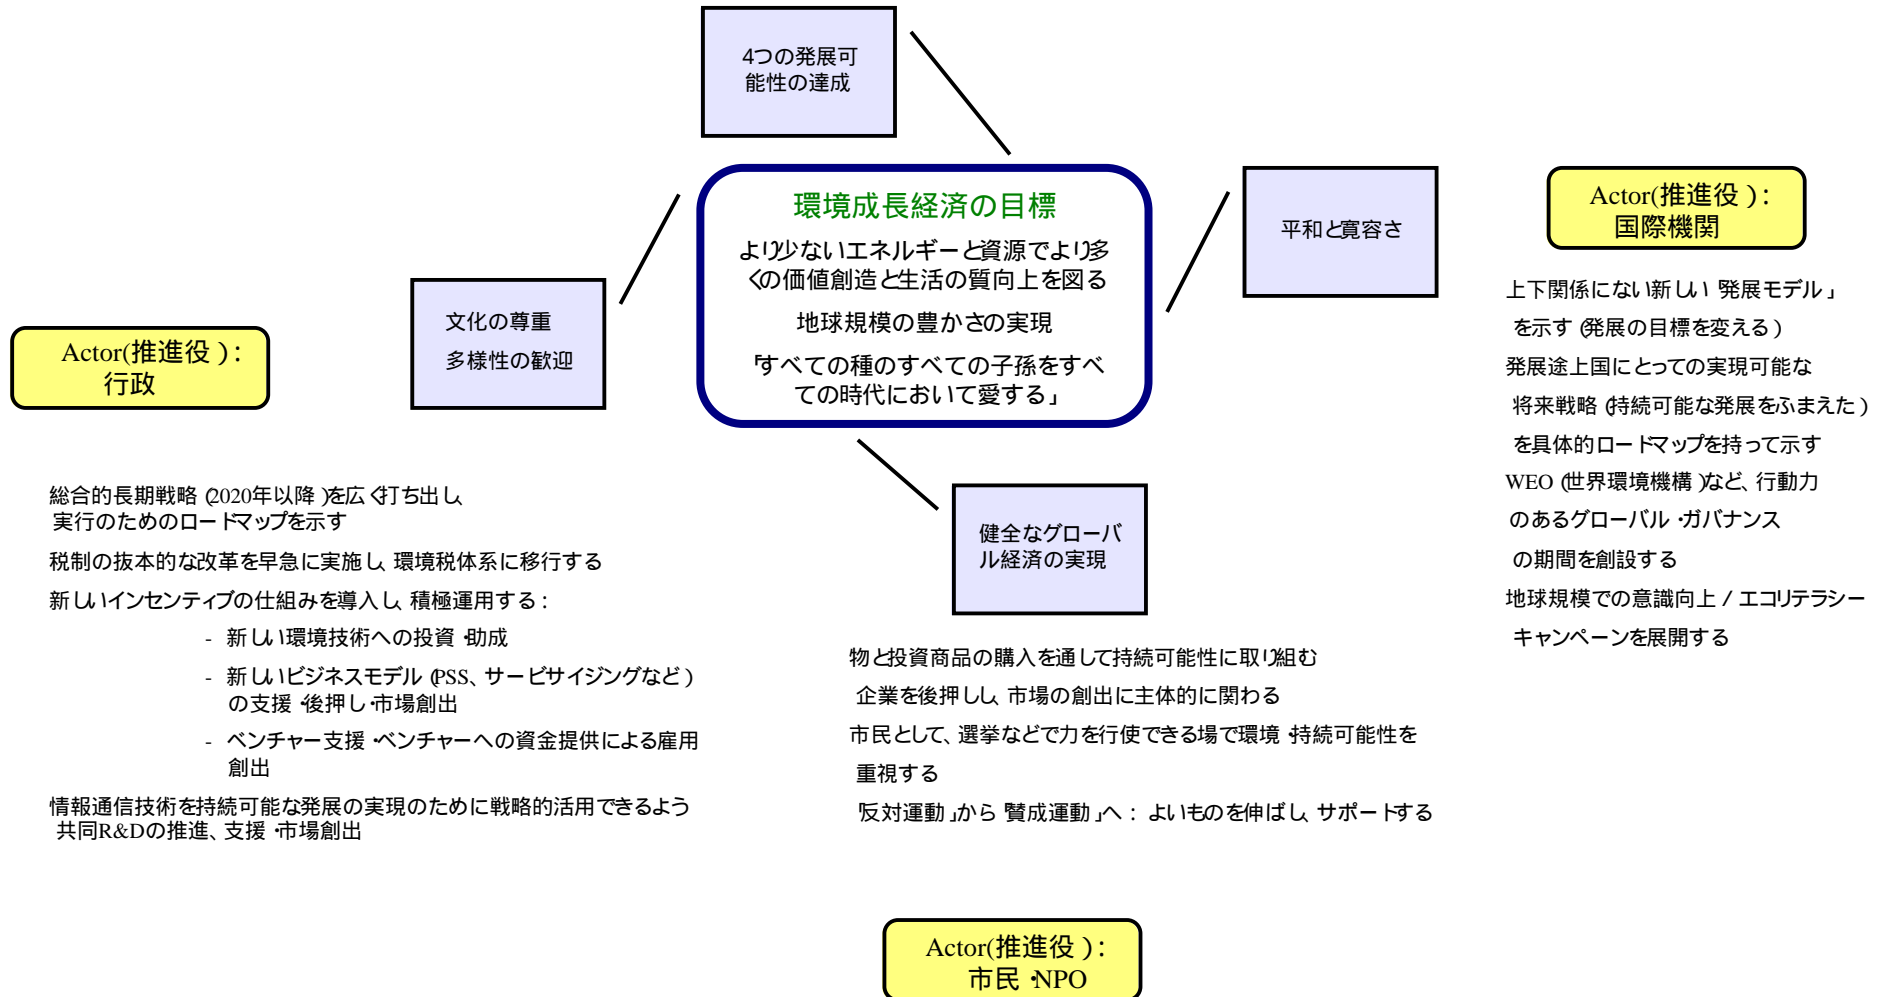 4つの発展可
能性の達成
環境成長経済の目標
より少ないエネルギーと資源でより多
くの価値創造と生活の質向上を図る
地球規模の豊かさの実現
「すべての種のすべての子孫をすべ
ての時代において愛する」
平和と寛容さ
文化の尊重
多様性の歓迎
健全なグローバ
ル経済の実現
Actor(推進役):
行政
総合的長期戦略(2020年以降)を広く打ち出し、
実行のためのロードマップを示す
税制の抜本的な改革を早急に実施し、環境税体系に移行する
新しいインセンティブの仕組みを導入し、積極運用する:
- 新しい環境技術への投資・助成
- 新しいビジネスモデル(PSS、サービサイジングなど)
の支援・後押し・市場創出
- ベンチャー支援・ベンチャーへの資金提供による雇用
創出
情報通信技術を持続可能な発展の実現のために戦略的活用できるよう
共同R&Dの推進、支援・市場創出
物と投資商品の購入を通して持続可能性に取り組む
企業を後押しし、市場の創出に主体的に関わる
市民として、選挙などで力を行使できる場で環境・持続可能性を
重視する
「反対運動」から「賛成運動」へ: よいものを伸ばし、サポートする
Actor(推進役):
市民・NPO
Actor(推進役):
国際機関
上下関係にない新しい「発展モデル」
を示す(発展の目標を変える)
発展途上国にとっての実現可能な
将来戦略(持続可能な発展をふまえた)
を具体的ロードマップを持って示す
WEO(世界環境機構)など、行動力
のあるグローバル・ガバナンス
の期間を創設する
地球規模での意識向上/エコリテラシー
キャンペーンを展開する